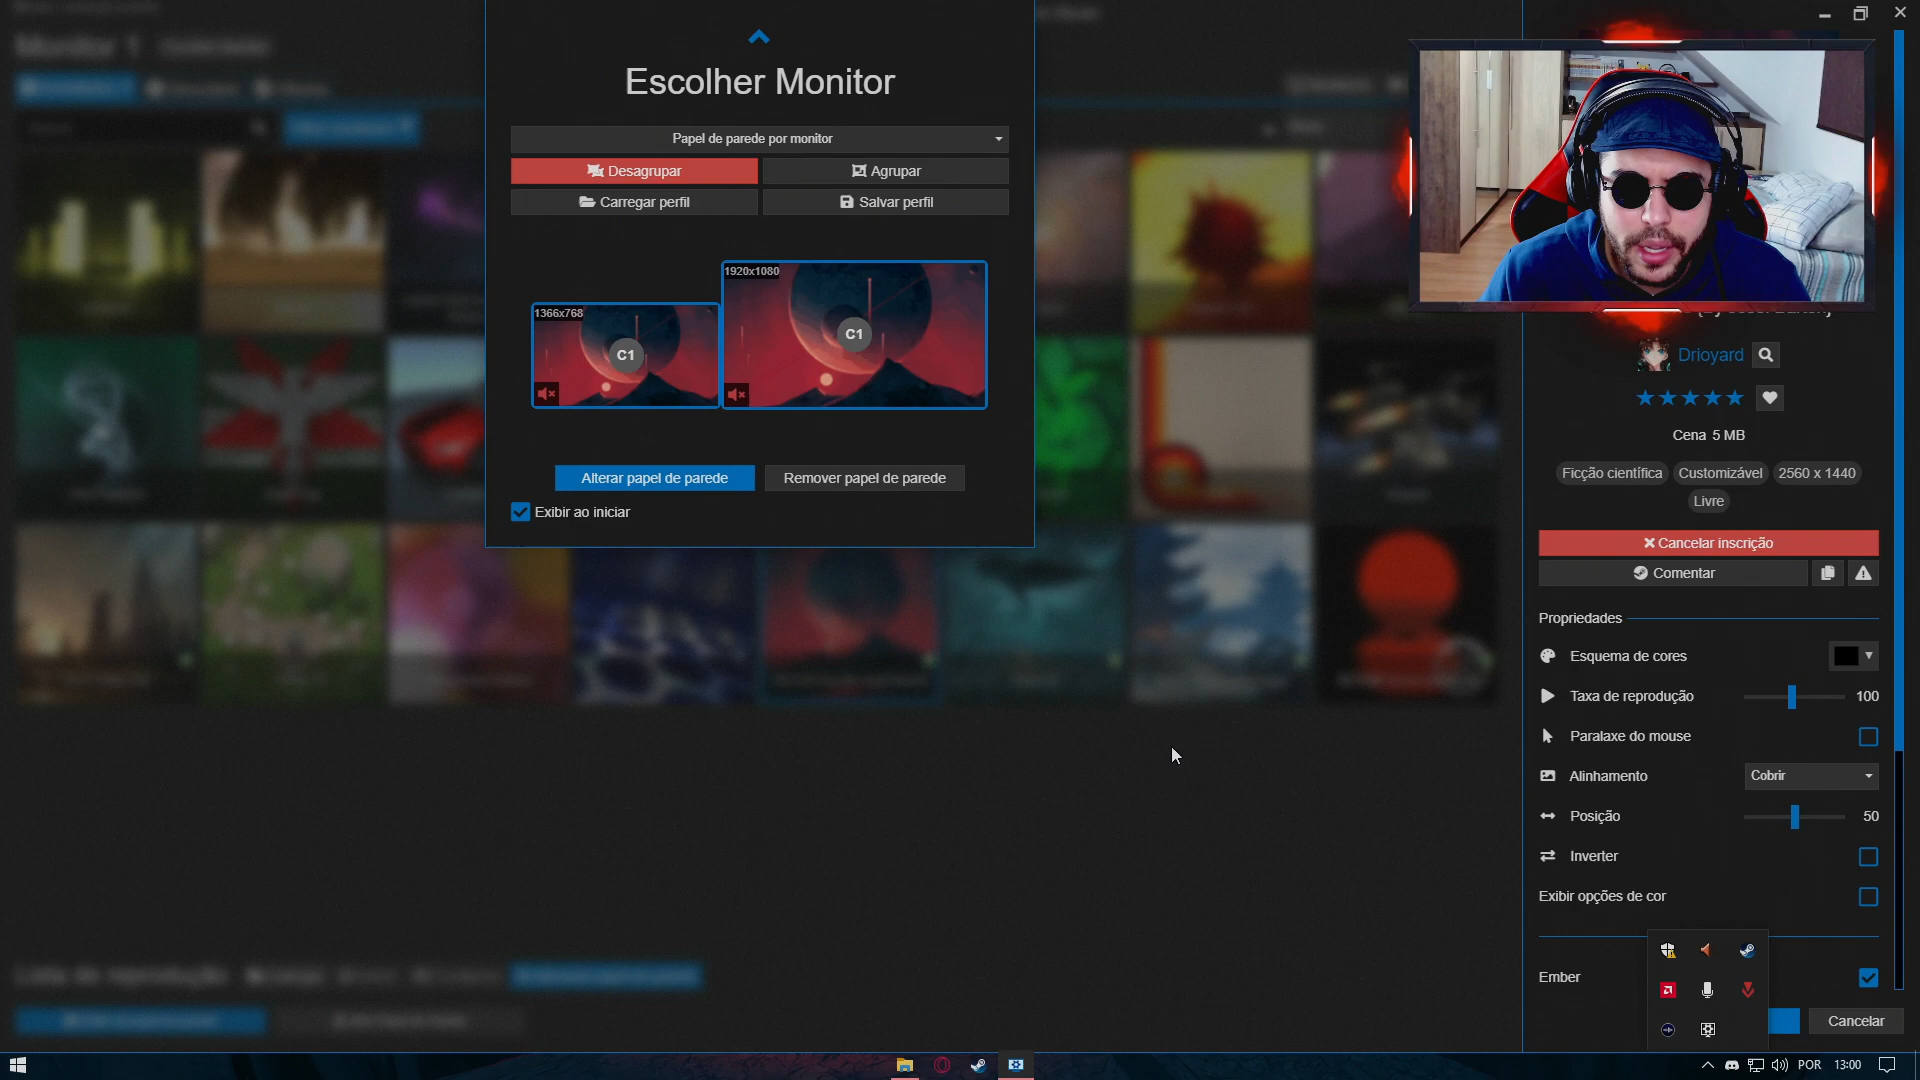 Escolher Monitor
Papel de parede por monitor
Desagrupar
Agrupar
Carregar perfil
Salvar perfil
1366x768
C1
1920x1080
C1
Alterar papel de parede
Remover papel de parede
Exibir ao iniciar
Monitor 1
Drioyard
Cena 5 MB
Ficção científica
Customizável
2560 x 1440
Livre
Cancelar inscrição
Comentar
Propriedades
Esquema de cores
Taxa de reprodução
100
Paralaxe do mouse
Alinhamento
Cobrir
Posição
50
Inverter
Exibir opções de cor
Ember
Cancelar
POR
13:00